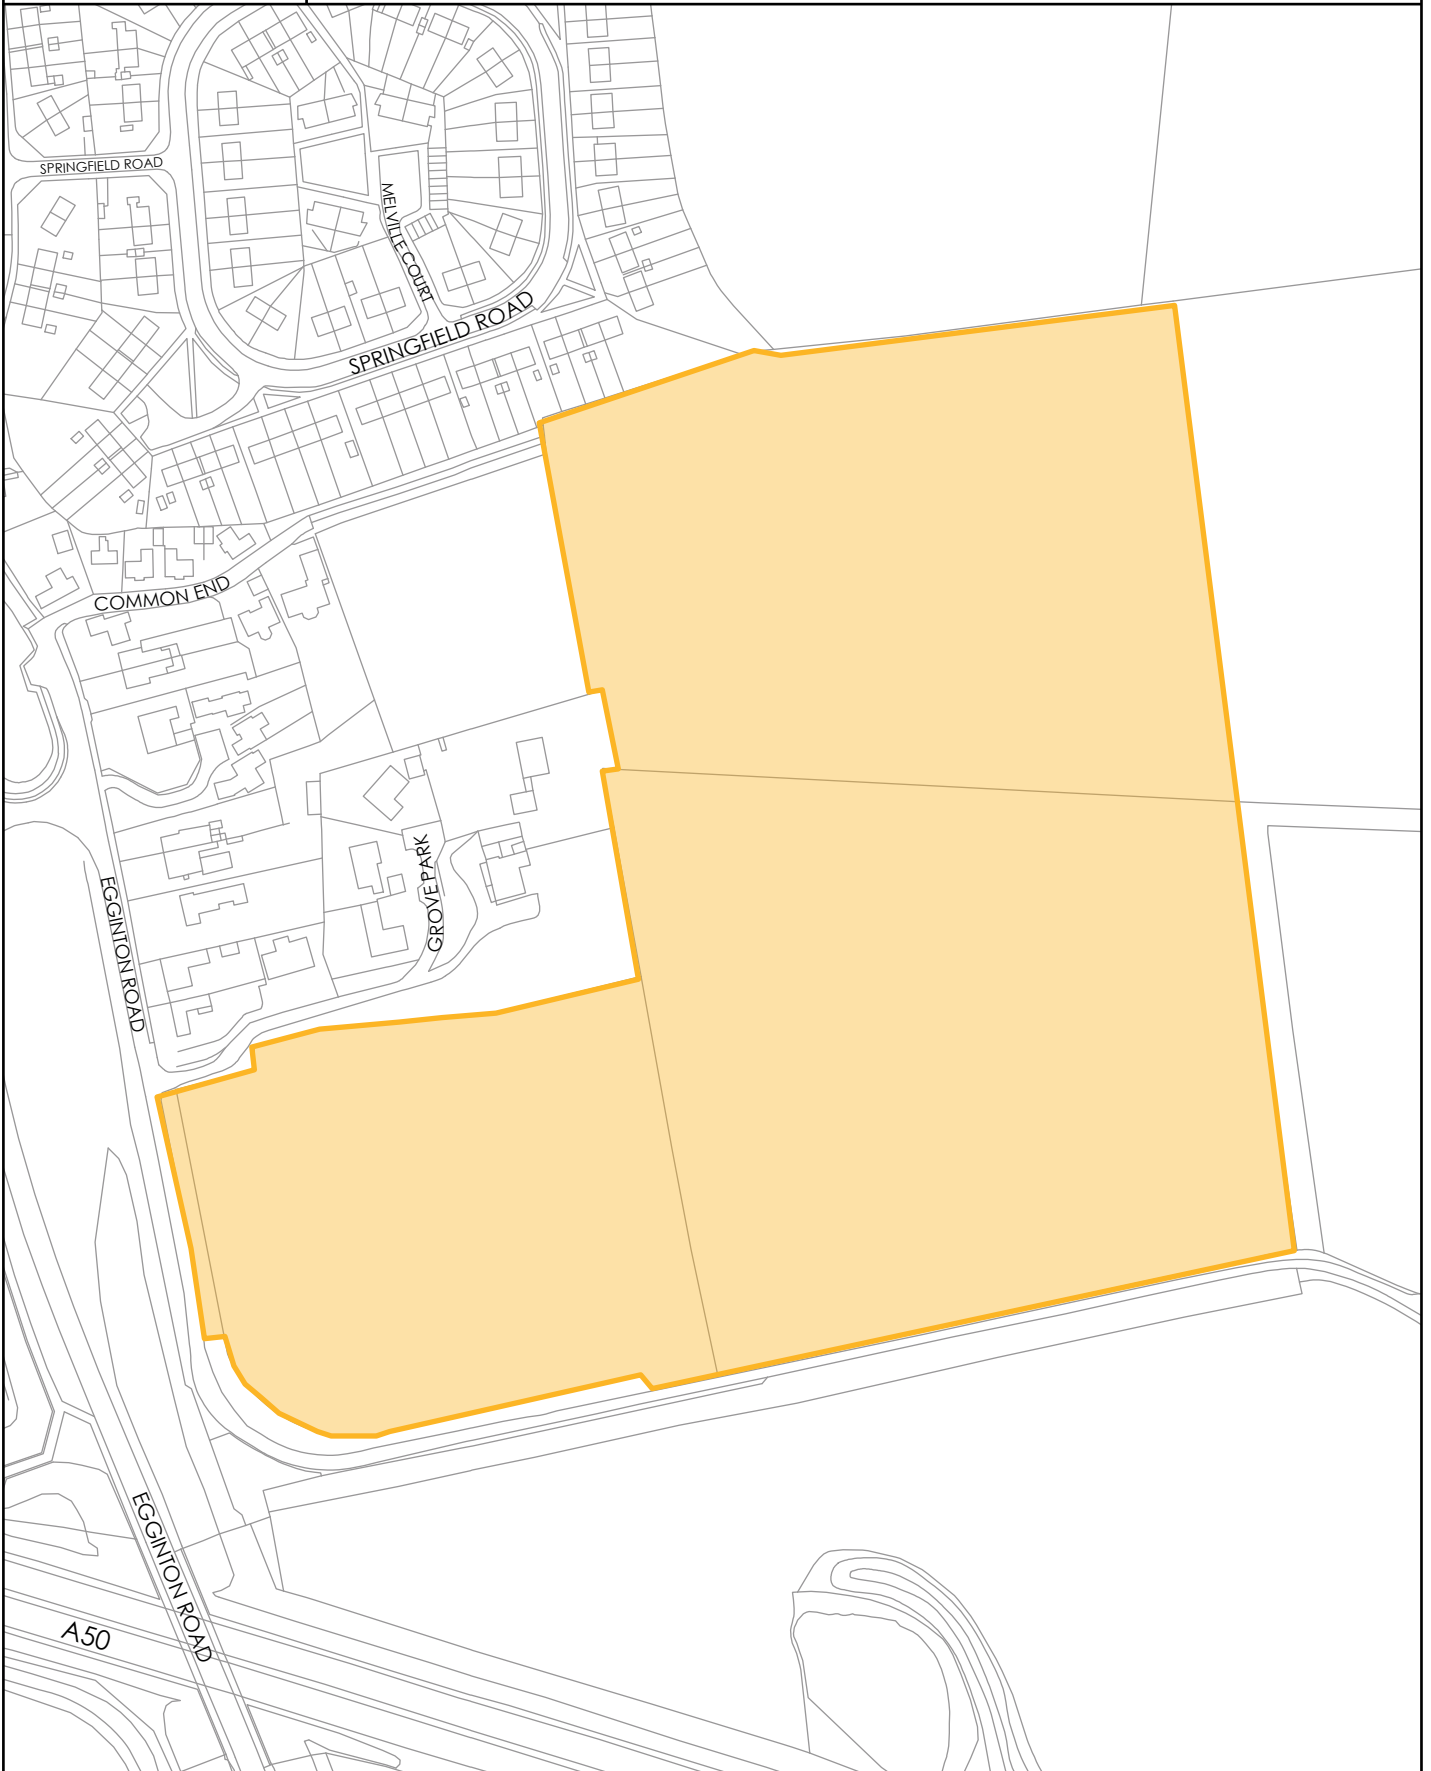 SPRINGFIELD ROAD
MELVILLE COURT
SPRINGFIELD ROAD
COMMON END
GROVE PARK
EGGINTON ROAD
EGGINTON ROAD
A50